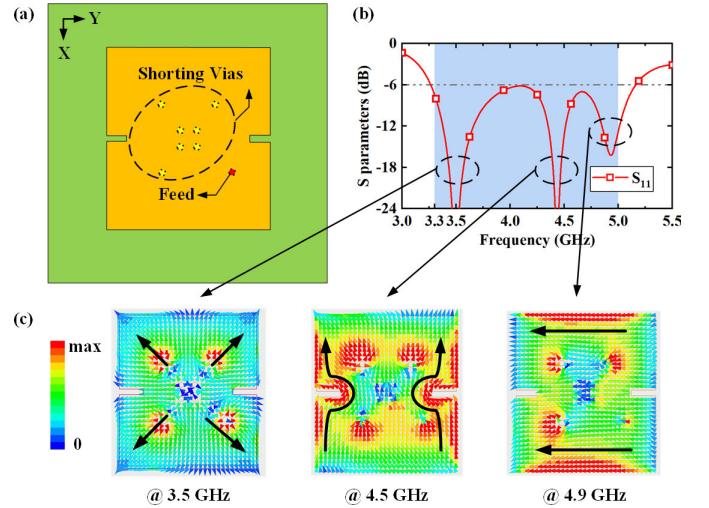 (a)
Y
X
Shorting Vias
Feed
(b)
0
-6
-12
-18
-24
S parameters (dB)
S11
3.0 3.3 3.5 4.0 4.5 5.0 5.5
Frequency (GHz)
(c)
max
0
@ 3.5 GHz
@ 4.5 GHz
@ 4.9 GHz